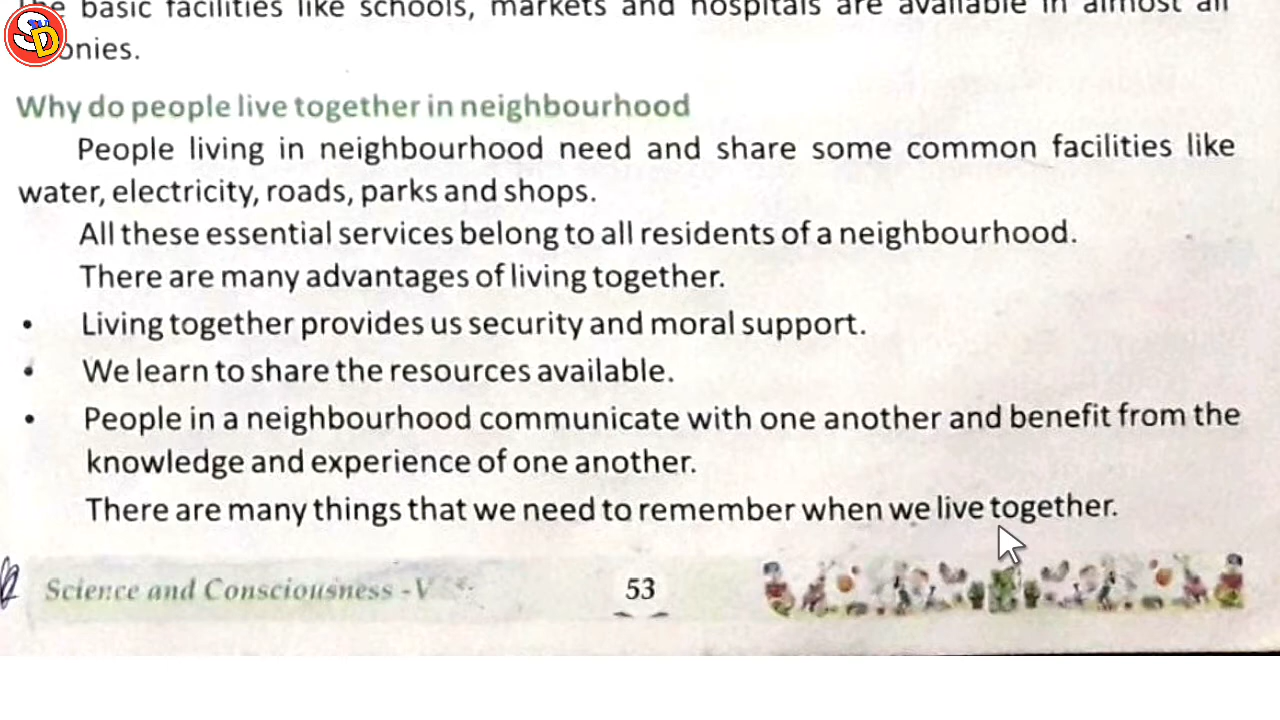 The basic facilities like schools, markets and hospitals are available in almost all
SD
onies.
Why do people live together in neighbourhood
People living in neighbourhood need and share some common facilities like
water, electricity, roads, parks and shops.
All these essential services belong to all residents of a neighbourhood.
There are many advantages of living together.
• Living together provides us security and moral support.
• We learn to share the resources available.
• People in a neighbourhood communicate with one another and benefit from the
knowledge and experience of one another.
There are many things that we need to remember when we live together.
Science and Consciousness -V
53